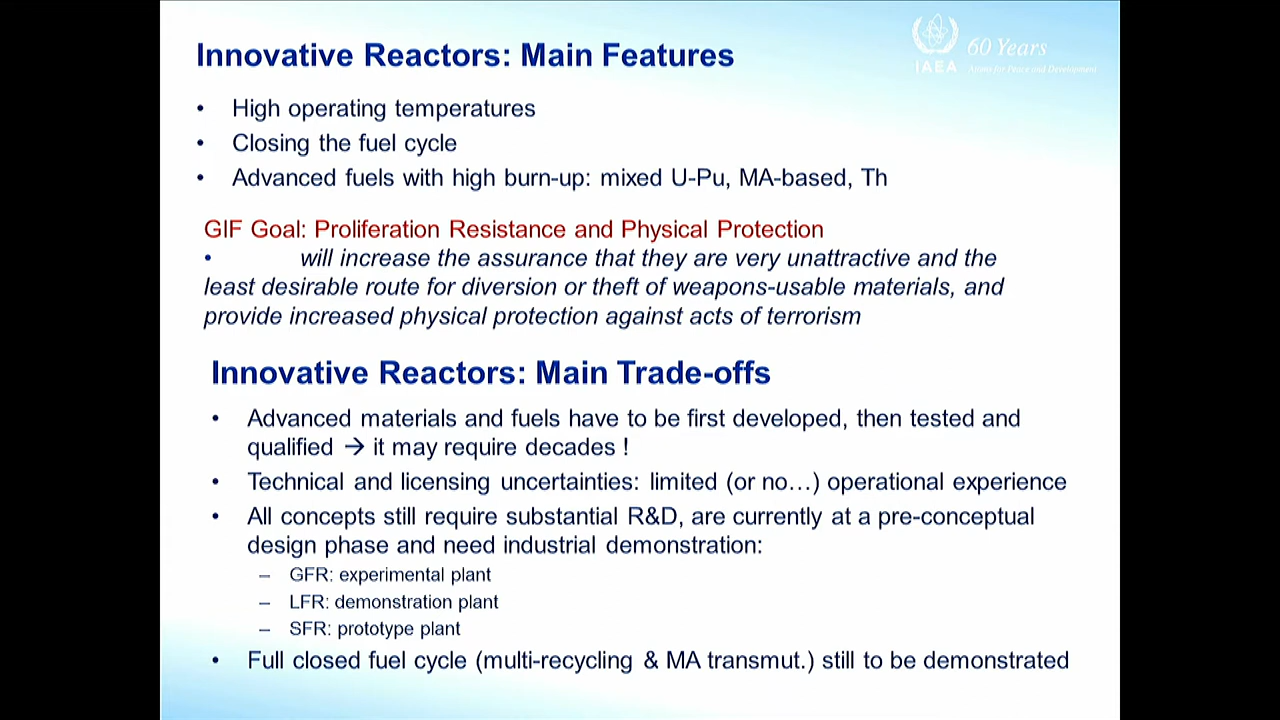 Innovative Reactors: Main Features
IAEA
60 Years
Atoms for Peace and Development
• High operating temperatures
• Closing the fuel cycle
• Advanced fuels with high burn-up: mixed U-Pu, MA-based, Th
GIF Goal: Proliferation Resistance and Physical Protection
• will increase the assurance that they are very unattractive and the
least desirable route for diversion or theft of weapons-usable materials, and
provide increased physical protection against acts of terrorism
Innovative Reactors: Main Trade-offs
• Advanced materials and fuels have to be first developed, then tested and
qualified → it may require decades !
• Technical and licensing uncertainties: limited (or no…) operational experience
• All concepts still require substantial R&D, are currently at a pre-conceptual
design phase and need industrial demonstration:
– GFR: experimental plant
– LFR: demonstration plant
– SFR: prototype plant
• Full closed fuel cycle (multi-recycling & MA transmut.) still to be demonstrated